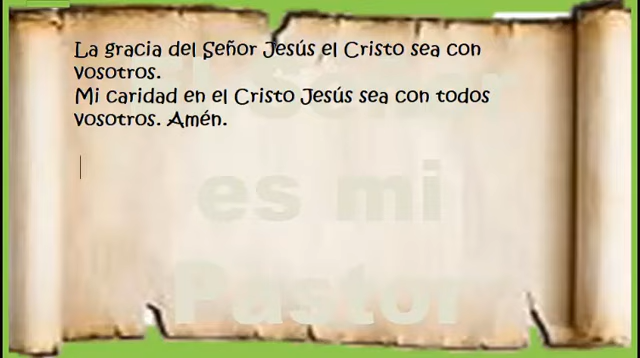 La gracia del Señor Jesús el Cristo sea con
vosotros.
Mi caridad en el Cristo Jesús sea con todos
vosotros. Amén.
es mi
Pastor